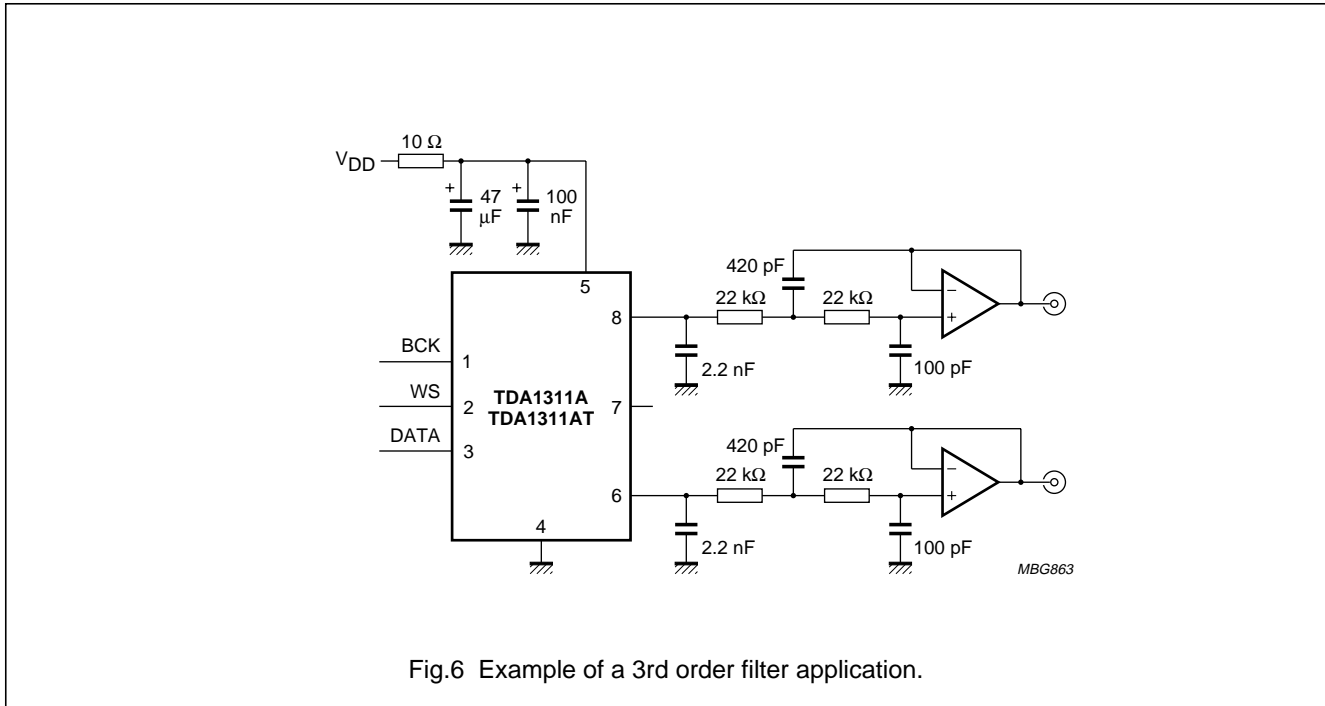 10 Ω
VDD
+ 47 μF
+ 100 nF
5
420 pF
22 kΩ
22 kΩ
−
+
8
2.2 nF
100 pF
BCK
1
WS
2
DATA
3
TDA1311A
TDA1311AT
7
420 pF
22 kΩ
22 kΩ
−
+
6
2.2 nF
100 pF
4
MBG863
Fig.6 Example of a 3rd order filter application.